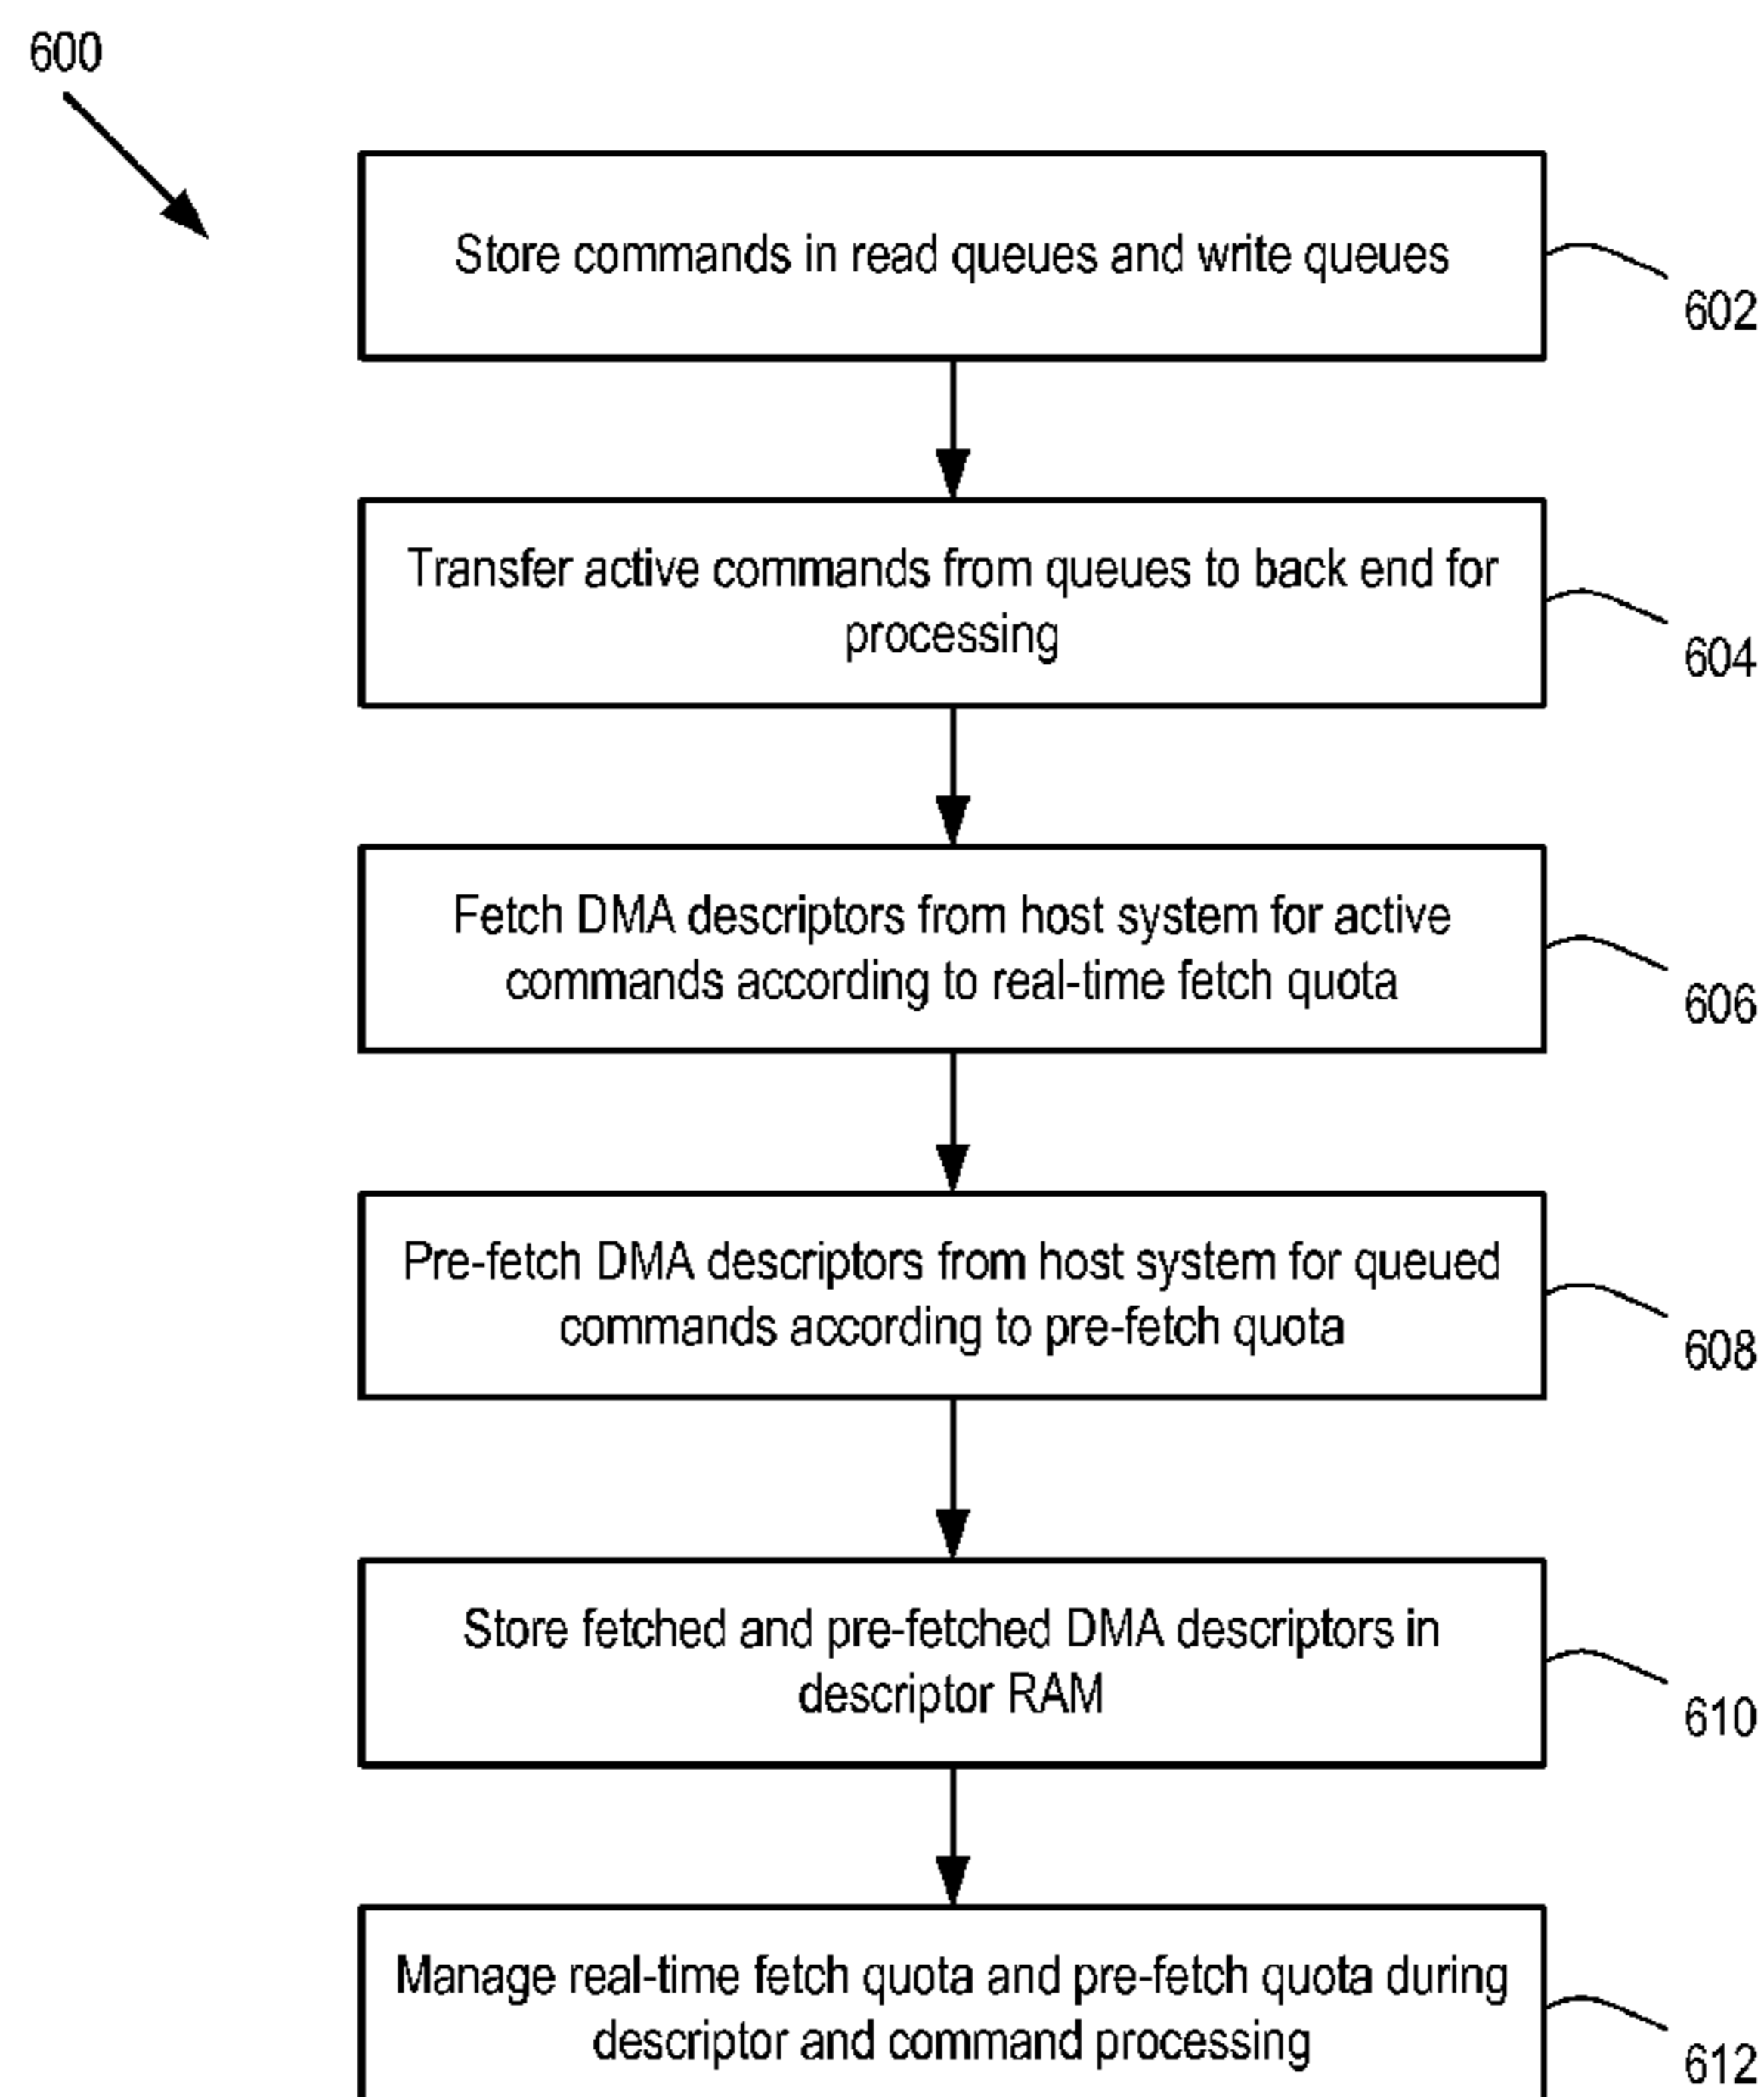 600
Store commands in read queues and write queues
602
Transfer active commands from queues to back end for
processing
604
Fetch DMA descriptors from host system for active
commands according to real-time fetch quota
606
Pre-fetch DMA descriptors from host system for queued
commands according to pre-fetch quota
608
Store fetched and pre-fetched DMA descriptors in
descriptor RAM
610
Manage real-time fetch quota and pre-fetch quota during
descriptor and command processing
612